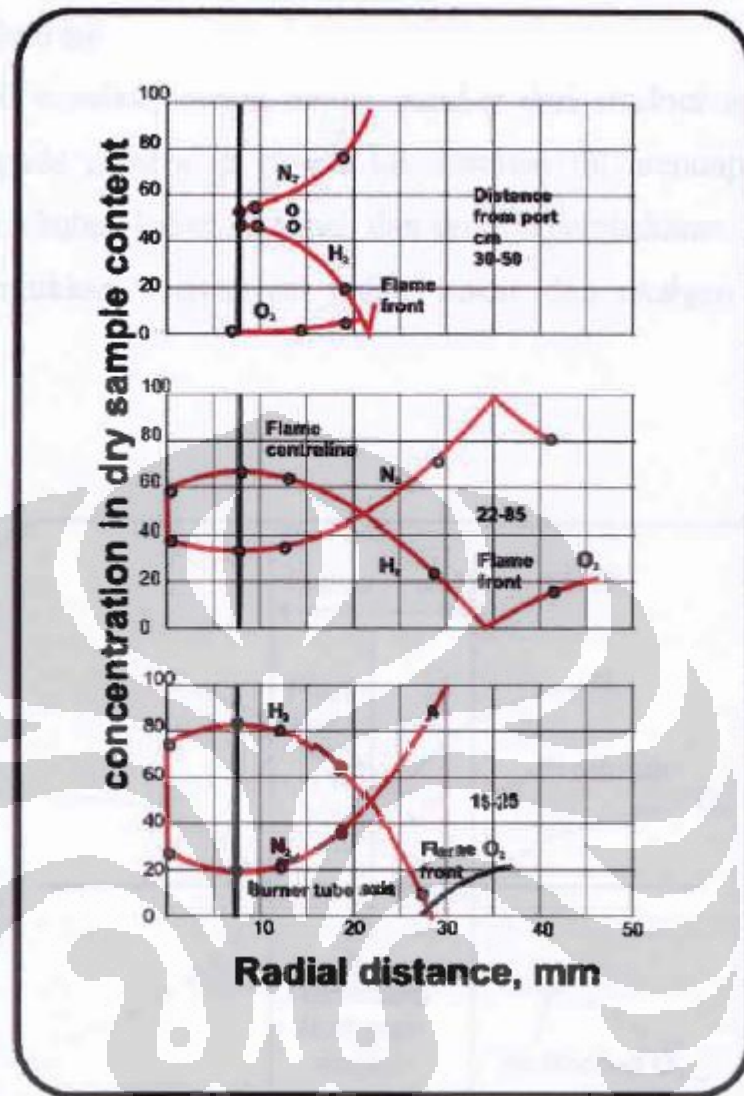 concentration in dry sample content
100
80
60
40
20
0
N₂
H₂
O₂
Distance
from port
cm
30-50
Flame
front
100
80
60
40
20
0
Flame
centreline
N₂
H₂
22-85
Flame
front
O₂
100
80
60
40
20
0
H₂
N₂
Burner tube axis
Flame
front
O₂
10
20
30
40
50
Radial distance, mm